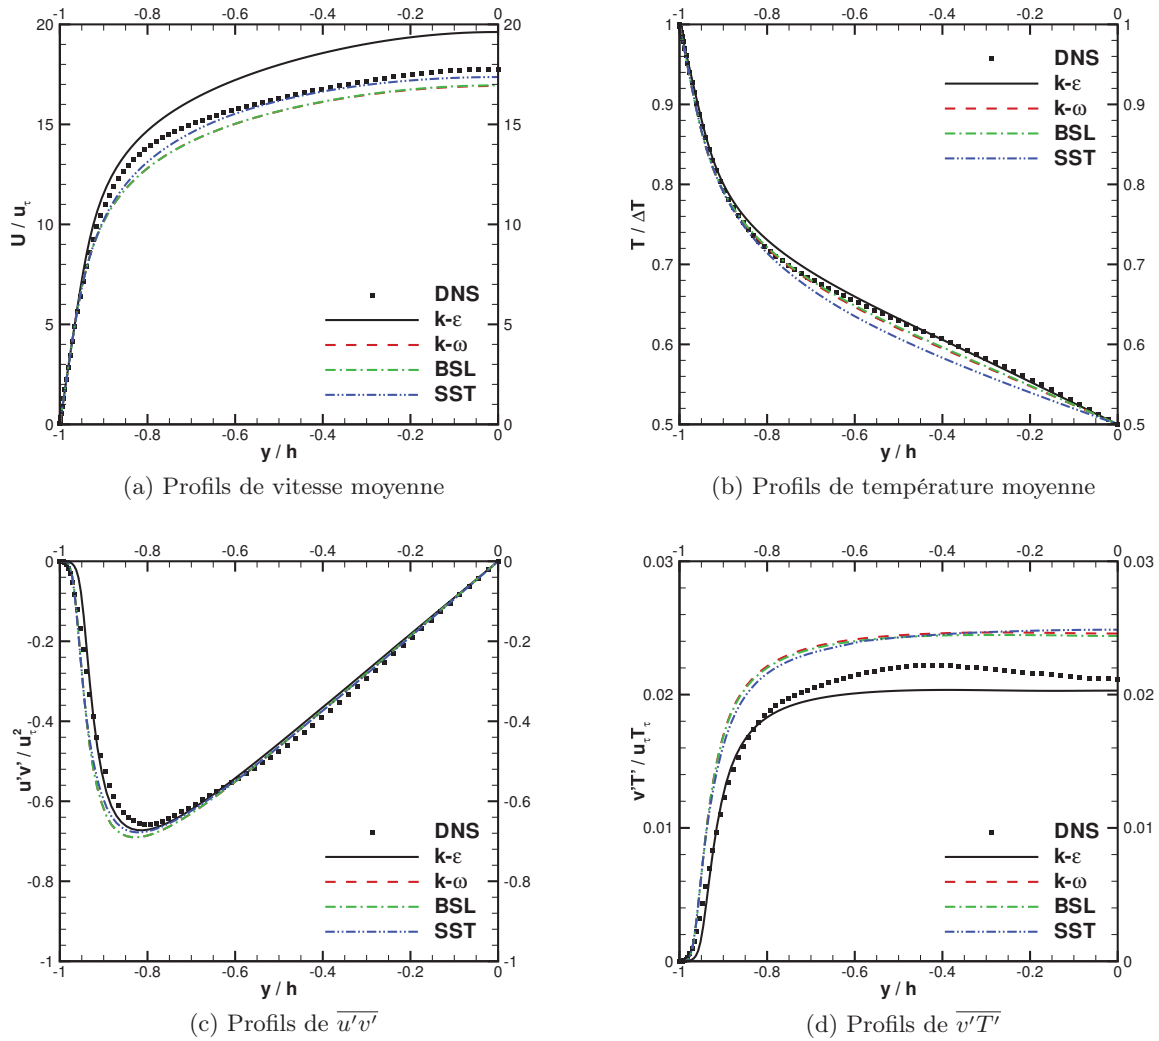 -1 -0.8 -0.6 -0.4 -0.2 0
20 20
15 15
10 10
5 5
0 0
U / uτ
DNS
k-ε
k-ω
BSL
SST
-1 -0.8 -0.6 -0.4 -0.2 0
y / h
(a) Profils de vitesse moyenne
-1 -0.8 -0.6 -0.4 -0.2 0
1 1
0.9 0.9
0.8 0.8
0.7 0.7
0.6 0.6
0.5 0.5
T / ΔT
DNS
k-ε
k-ω
BSL
SST
-1 -0.8 -0.6 -0.4 -0.2 0
y / h
(b) Profils de température moyenne
-1 -0.8 -0.6 -0.4 -0.2 0
0 0
-0.2 -0.2
-0.4 -0.4
-0.6 -0.6
-0.8 -0.8
-1 -1
u'v' / uτ²
DNS
k-ε
k-ω
BSL
SST
-1 -0.8 -0.6 -0.4 -0.2 0
y / h
(c) Profils de u'v'
-1 -0.8 -0.6 -0.4 -0.2 0
0.03 0.03
0.02 0.02
0.01 0.01
0 0
v'T' / uτTτ
DNS
k-ε
k-ω
BSL
SST
-1 -0.8 -0.6 -0.4 -0.2 0
y / h
(d) Profils de v'T'